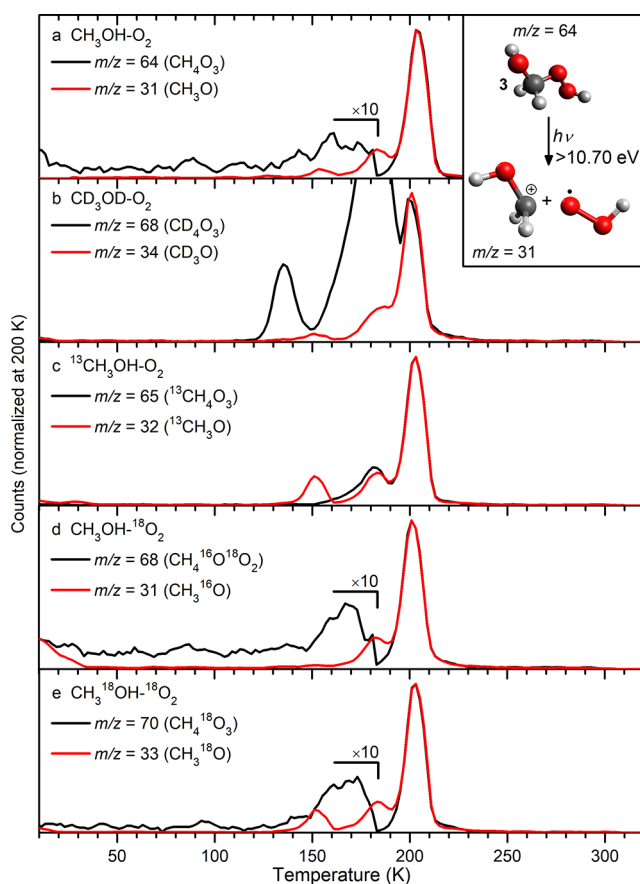 a CH₃OH-O₂
m/z = 64 (CH₄O₃)
m/z = 31 (CH₃O)
×10
m/z = 64
3
hν
>10.70 eV
+
m/z = 31
b CD₃OD-O₂
m/z = 68 (CD₄O₃)
m/z = 34 (CD₃O)
c ¹³CH₃OH-O₂
m/z = 65 (¹³CH₄O₃)
m/z = 32 (¹³CH₃O)
d CH₃OH-¹⁸O₂
m/z = 68 (CH₄¹⁶O¹⁸O₂)
m/z = 31 (CH₃¹⁶O)
×10
e CH₃¹⁸OH-¹⁸O₂
m/z = 70 (CH₄¹⁸O₃)
m/z = 33 (CH₃¹⁸O)
×10
Counts (normalized at 200 K)
50 100 150 200 250 300
Temperature (K)